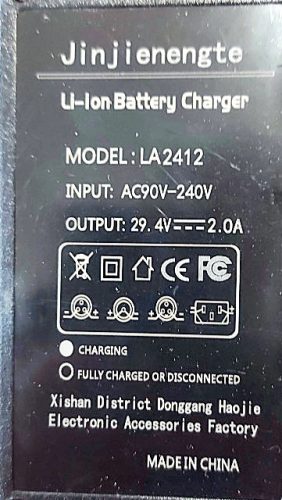 Jinjienengte
Li-Ion Battery Charger
MODEL: LA2412
INPUT: AC90V-240V
OUTPUT: 29.4V⎓2.0A
CE FC
- + - + - +
CHARGING
FULLY CHARGED OR DISCONNECTED
Xishan District Donggang Haojie
Electronic Accessories Factory
MADE IN CHINA